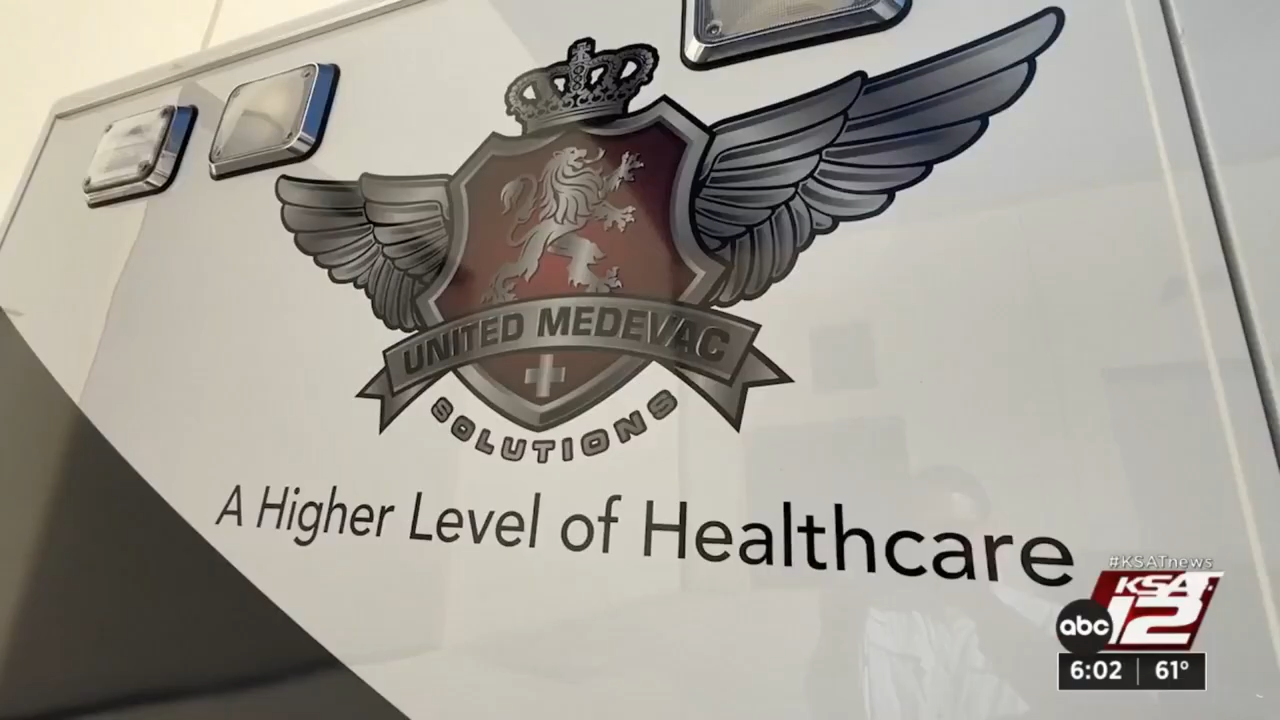 UNITED MEDEVAC
SOLUTIONS
A Higher Level of Healthcare
#KSATnews
KSAT
abc 12
6:02 | 61°